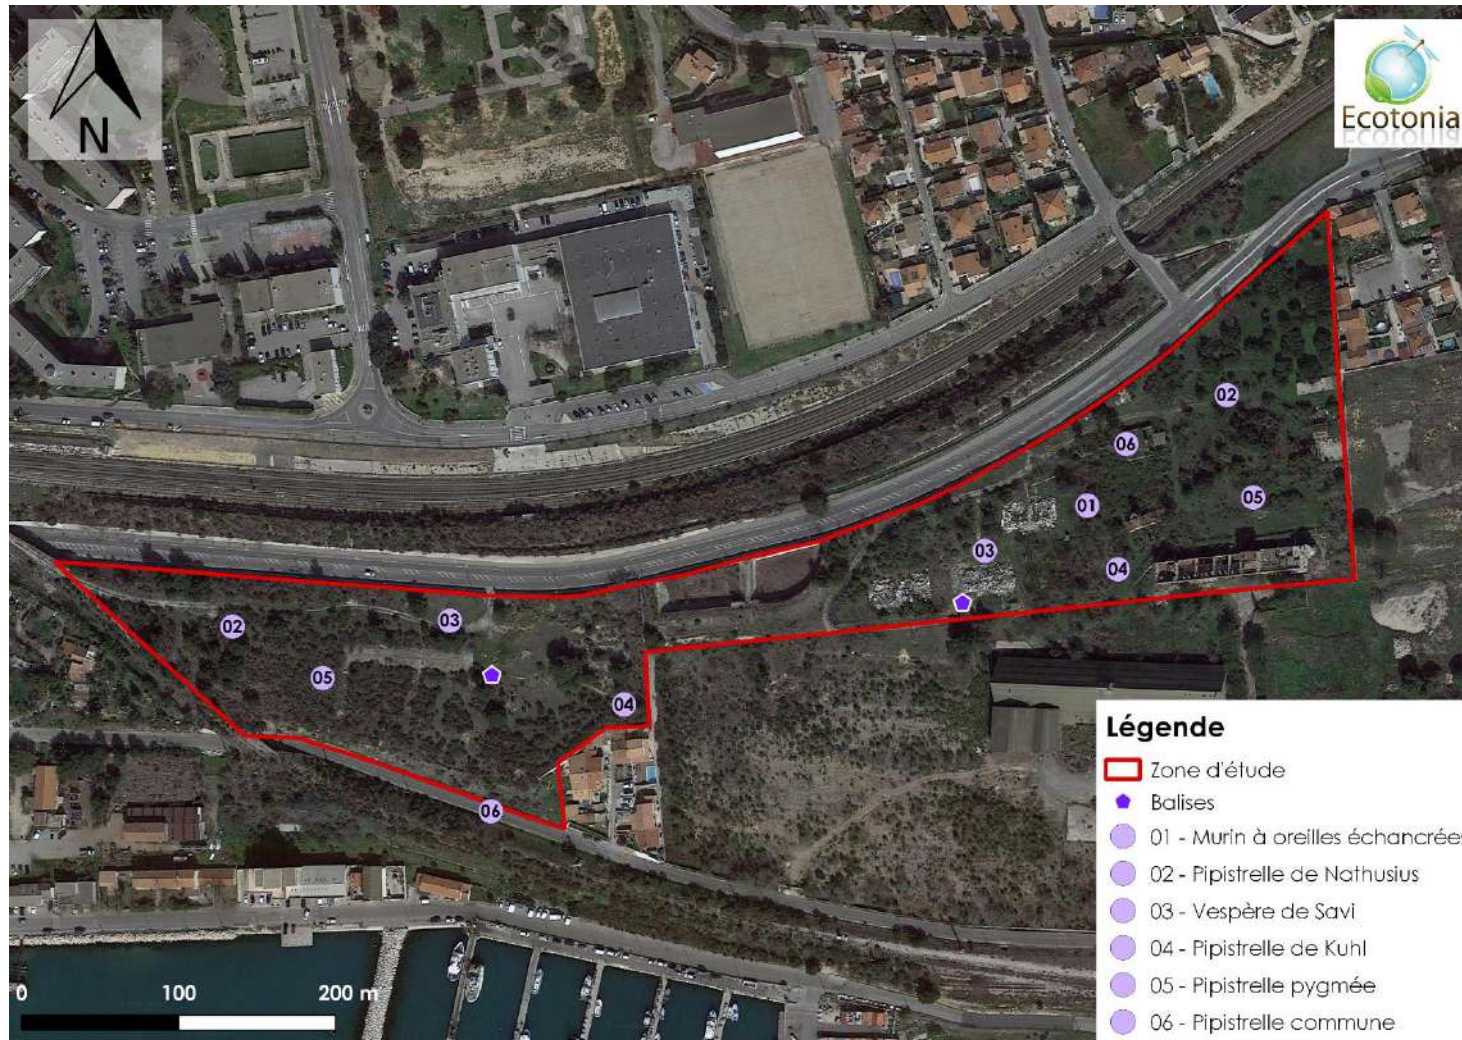 N
Ecotonia
02
06
05
01
03
04
02
03
05
04
06
Légende
Zone d'étude
Balises
01 - Murin à oreilles échancrées
02 - Pipistrelle de Nathusius
03 - Vespère de Savi
04 - Pipistrelle de Kuhl
05 - Pipistrelle pygmée
06 - Pipistrelle commune
0 100 200 m